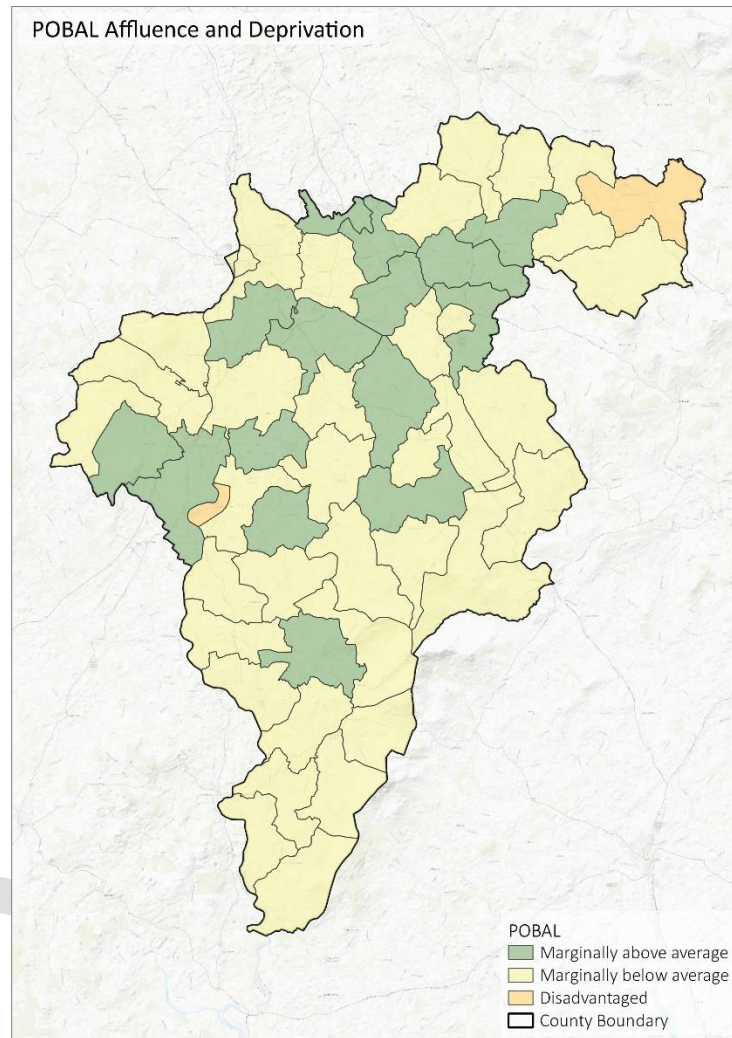 POBAL Affluence and Deprivation
POBAL
Marginally above average
Marginally below average
Disadvantaged
County Boundary